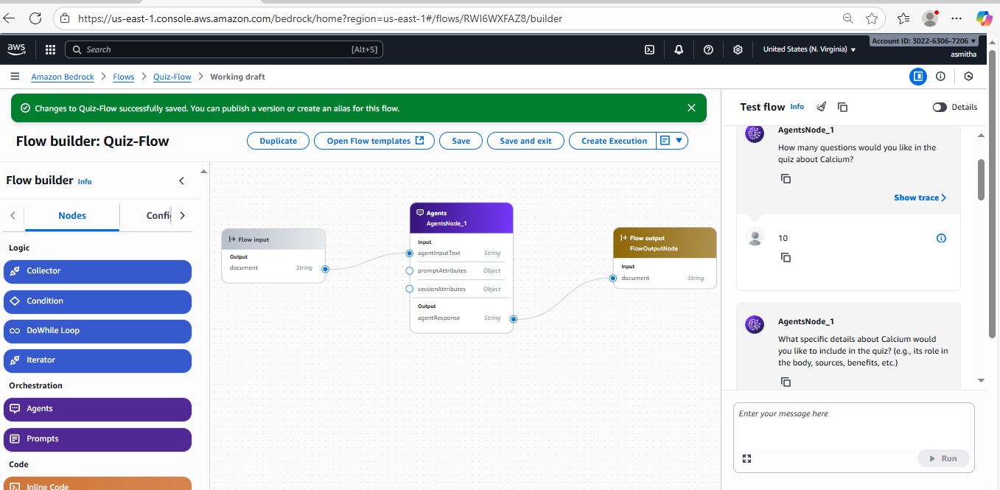 https://us-east-1.console.aws.amazon.com/bedrock/home?region=us-east-1#/flows/RWI6WXFAZ8/builder
aws
Search
[Alt+S]
United States (N. Virginia)
Account ID: 3022-6306-7206
asmitha
Amazon Bedrock
Flows
Quiz-Flow
Working draft
Changes to Quiz-Flow successfully saved. You can publish a version or create an alias for this flow.
Flow builder: Quiz-Flow
Duplicate
Open Flow templates
Save
Save and exit
Create Execution
Flow builder Info
Nodes
Config
Logic
Collector
Condition
DoWhile Loop
Iterator
Orchestration
Agents
Prompts
Code
Inline Code
Flow input
Output
document String
Agents
AgentsNode_1
Input
agentInputText String
promptAttributes Object
sessionAttributes Object
Output
agentResponse String
Flow output
FlowOutputNode
Input
document String
Test flow Info
Details
AgentsNode_1
How many questions would you like in the
quiz about Calcium?
Show trace
10
AgentsNode_1
What specific details about Calcium would
you like to include in the quiz? (e.g., its role in
the body, sources, benefits, etc.)
Enter your message here
Run